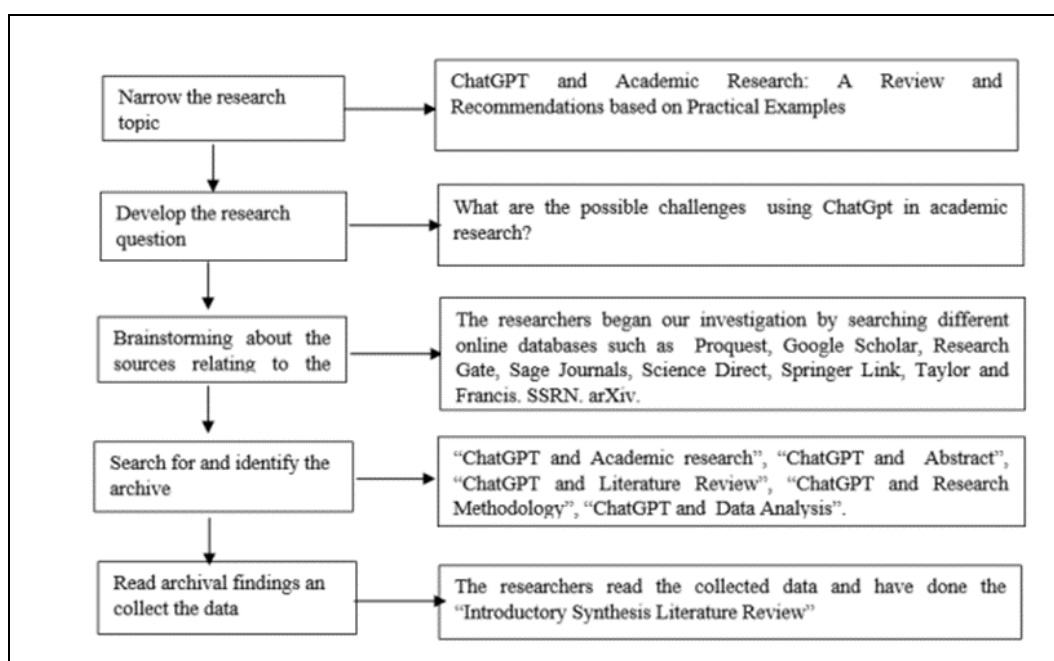 Narrow the research
topic
ChatGPT and Academic Research: A Review and
Recommendations based on Practical Examples
Develop the research
question
What are the possible challenges using ChatGpt in academic
research?
Brainstorming about the
sources relating to the
The researchers began our investigation by searching different
online databases such as Proquest, Google Scholar, Research
Gate, Sage Journals, Science Direct, Springer Link, Taylor and
Francis. SSRN. arXiv.
Search for and identify the
archive
“ChatGPT and Academic research”, “ChatGPT and Abstract”,
“ChatGPT and Literature Review”, “ChatGPT and Research
Methodology”, “ChatGPT and Data Analysis”.
Read archival findings an
collect the data
The researchers read the collected data and have done the
“Introductory Synthesis Literature Review”